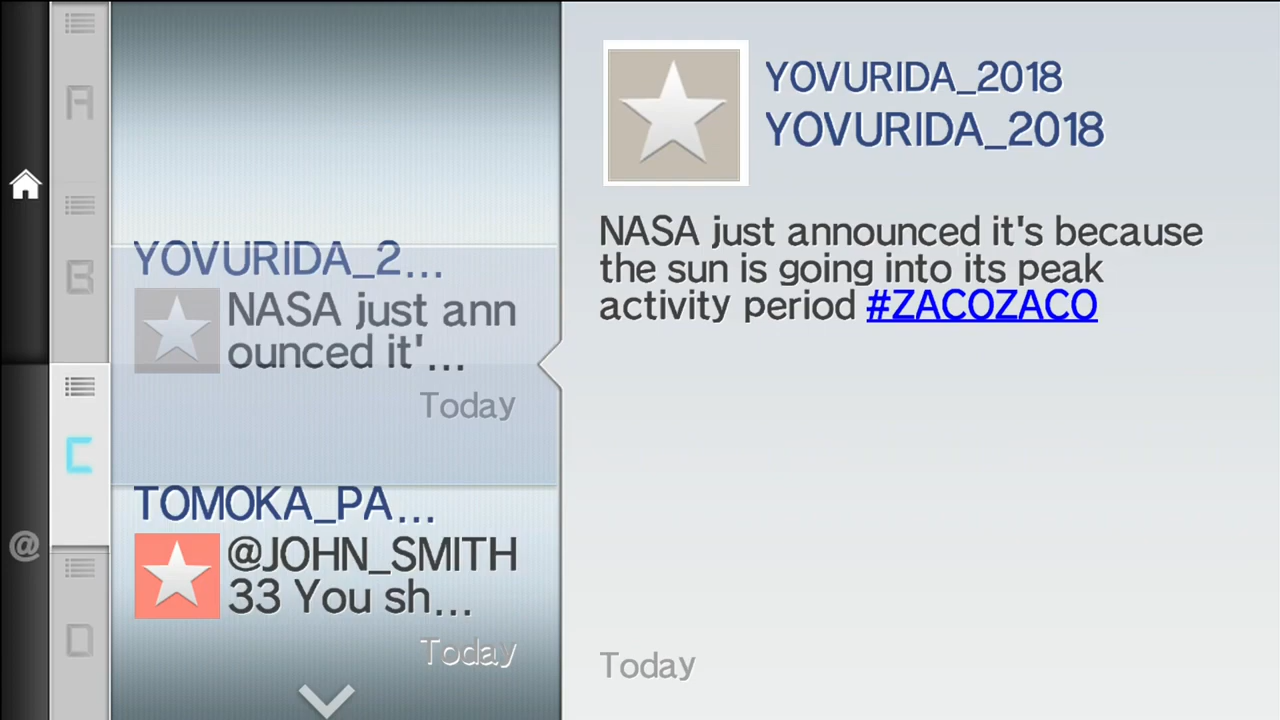 A
B
C
D
@
YOVURIDA_2...
NASA just ann
ounced it'...
Today
TOMOKA_PA...
@JOHN_SMITH
33 You sh...
Today
YOVURIDA_2018
YOVURIDA_2018
NASA just announced it's because
the sun is going into its peak
activity period #ZACOZACO
Today